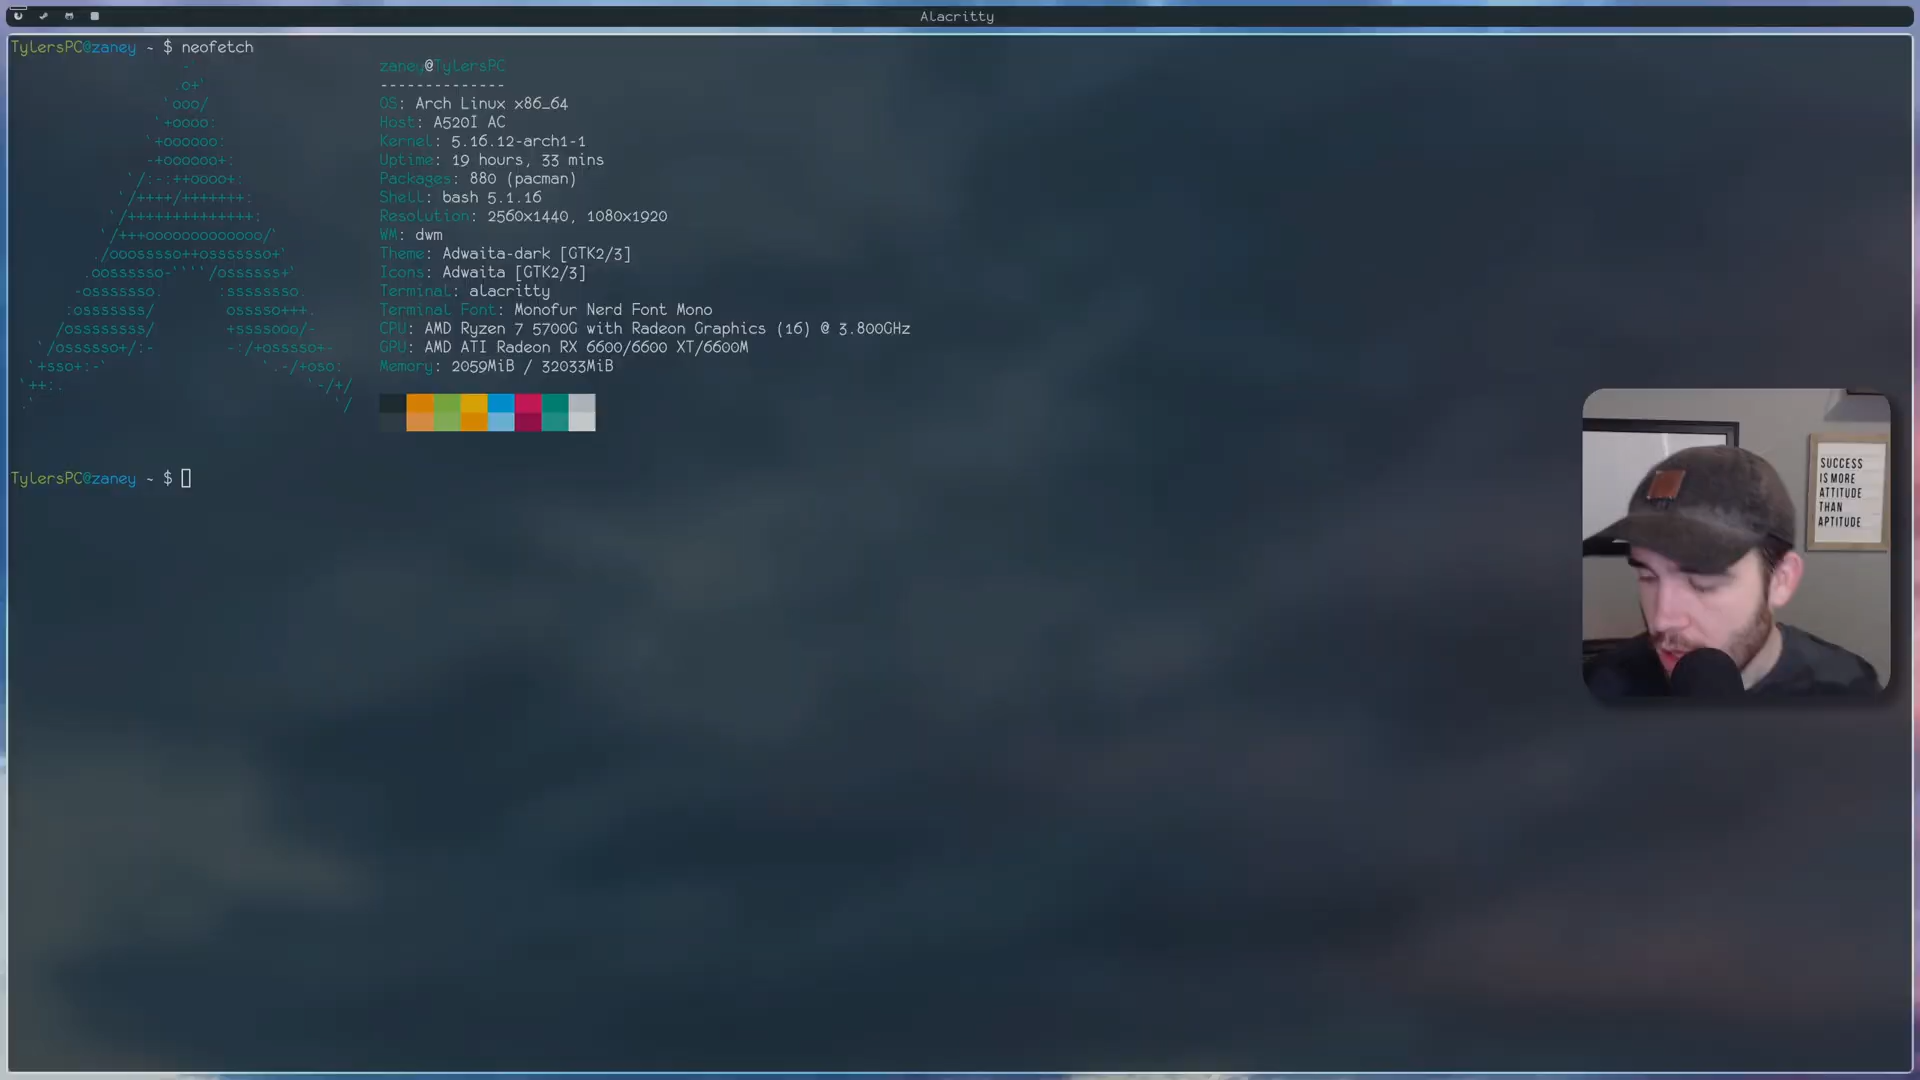 Alacritty
TylersPC@zaney ~ $ neofetch
zaney@TylersPC
--------------
OS: Arch Linux x86_64
Host: A520I AC
Kernel: 5.16.12-arch1-1
Uptime: 19 hours, 33 mins
Packages: 880 (pacman)
Shell: bash 5.1.16
Resolution: 2560x1440, 1080x1920
WM: dwm
Theme: Adwaita-dark [GTK2/3]
Icons: Adwaita [GTK2/3]
Terminal: alacritty
Terminal Font: Monofur Nerd Font Mono
CPU: AMD Ryzen 7 5700G with Radeon Graphics (16) @ 3.800GHz
GPU: AMD ATI Radeon RX 6600/6600 XT/6600M
Memory: 2059MiB / 32033MiB
TylersPC@zaney ~ $
SUCCESS
IS MORE
ATTITUDE
THAN
APTITUDE